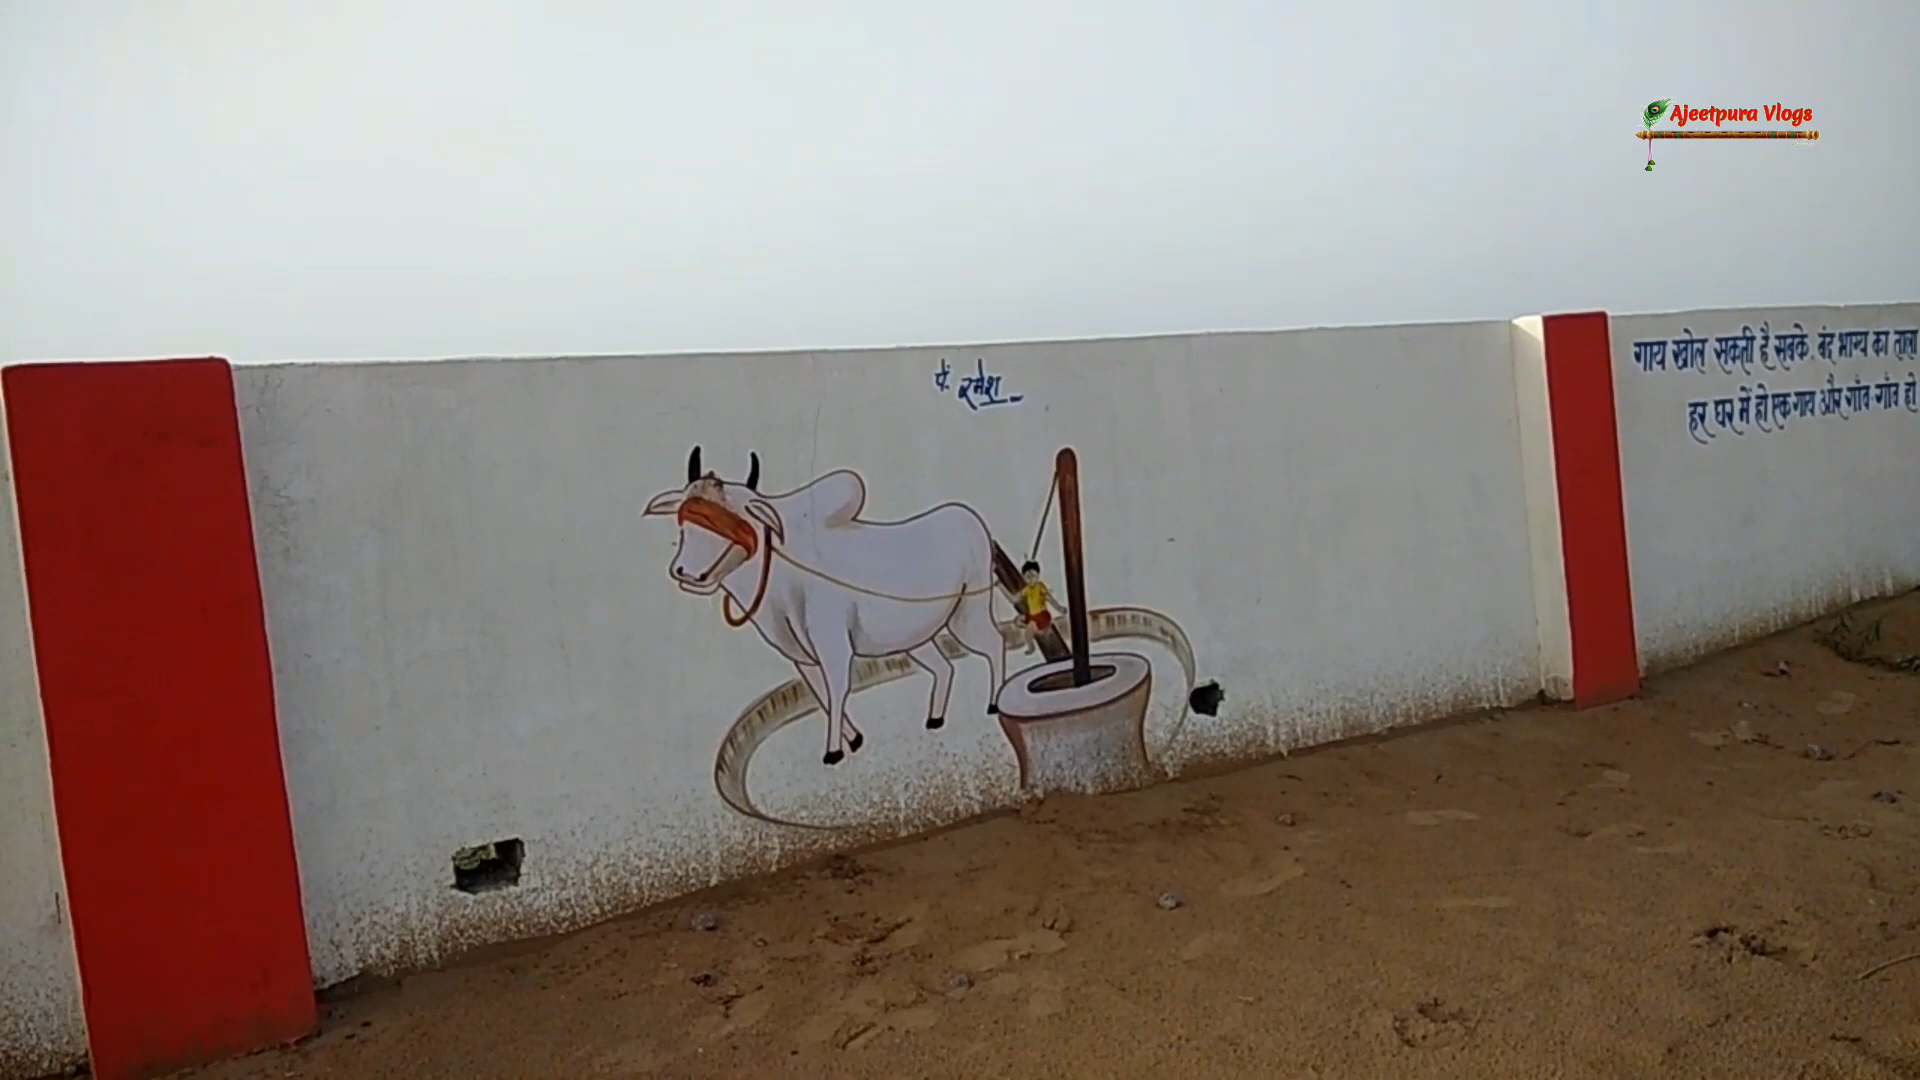 Ajeetpura Vlogs
पें. रमेश
गाय खोल सकती है सबके बंद भाग्य का ताला
हर घर में हो एक गाय और गाँव-गाँव हो